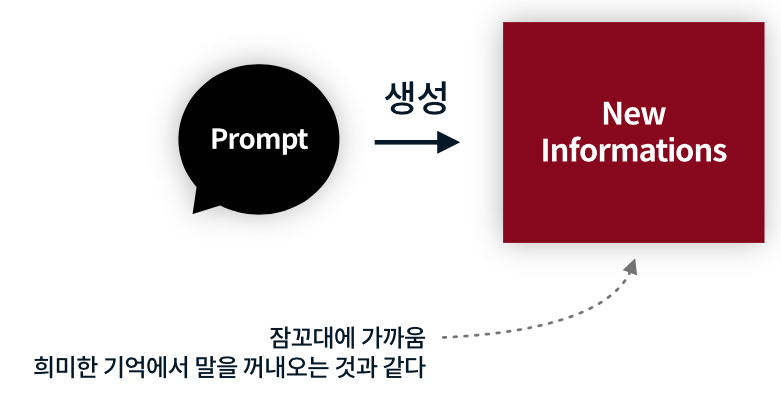 Prompt
생성
New
Informations
잠꼬대에 가까움
희미한 기억에서 말을 꺼내오는 것과 같다